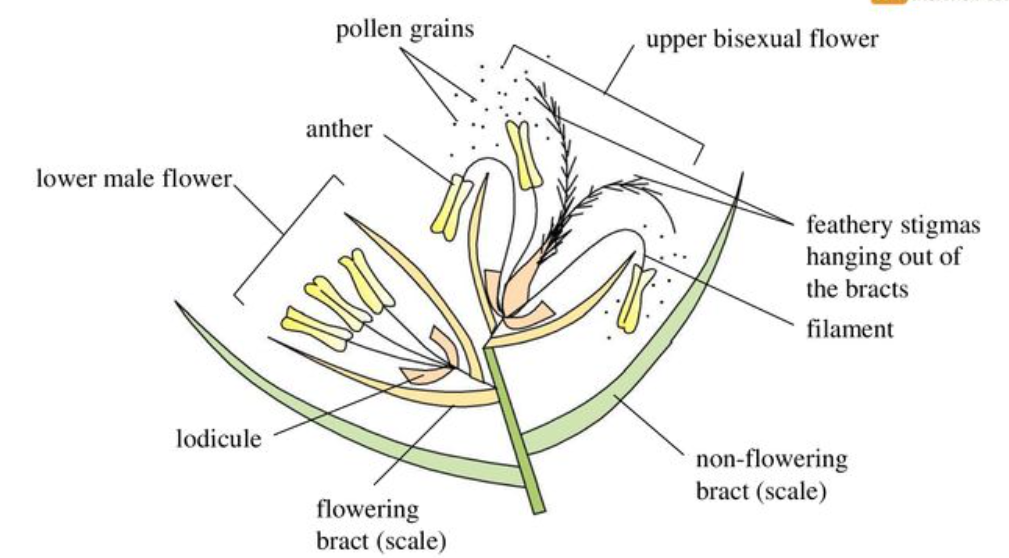 pollen grains
upper bisexual flower
anther
lower male flower
feathery stigmas
hanging out of
the bracts
filament
lodicule
non-flowering
bract (scale)
flowering
bract (scale)